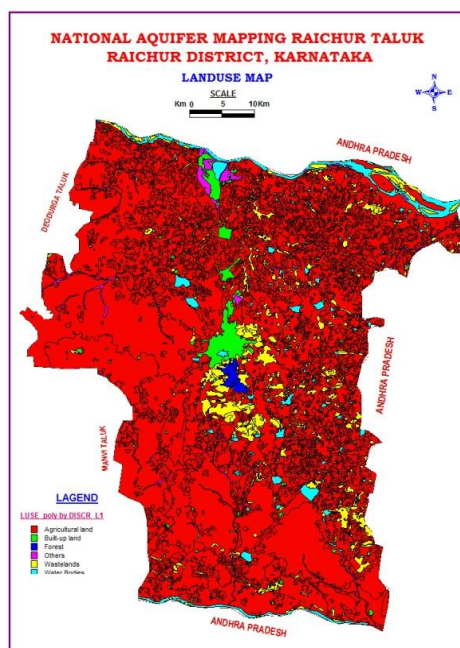 NATIONAL AQUIFER MAPPING RAICHUR TALUK
RAICHUR DISTRICT, KARNATAKA
LANDUSE MAP
SCALE
Km 0 5 10Km
N
W E
S
ANDHRA PRADESH
DEODURGA TALUK
ANDHRA PRADESH
MANVI TALUK
LAGEND
LUSE_poly by DISCR_L1
Agricultural land
Built-up land
Forest
Others
Wastelands
Water Bodies
ANDHRA PRADESH